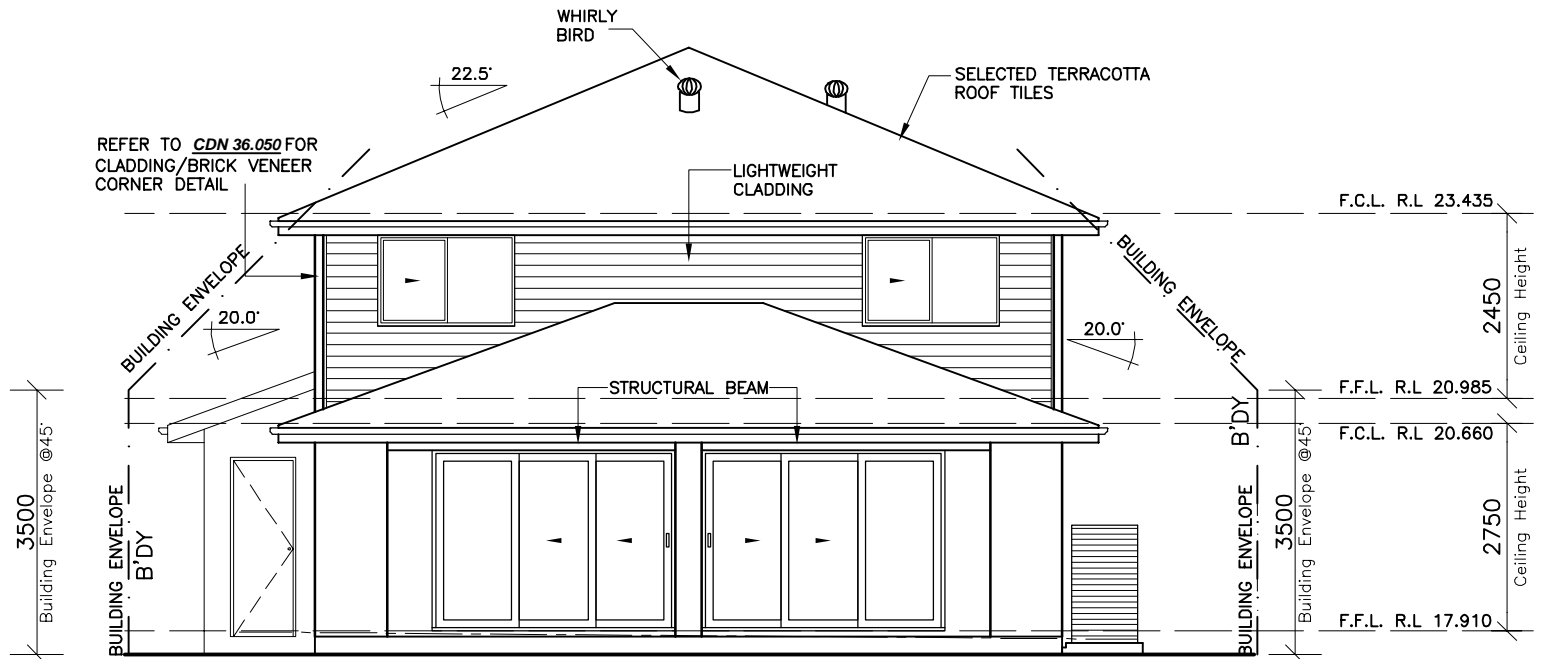 WHIRLY
BIRD
22.5°
SELECTED TERRACOTTA
ROOF TILES
REFER TO CDN 36.050 FOR
CLADDING/BRICK VENEER
CORNER DETAIL
LIGHTWEIGHT
CLADDING
F.C.L. R.L 23.435
BUILDING ENVELOPE
BUILDING ENVELOPE
20.0°
20.0°
2450
Ceiling Height
STRUCTURAL BEAM
F.F.L. R.L 20.985
B'DY
F.C.L. R.L 20.660
3500
Building Envelope @45°
BUILDING ENVELOPE
B'DY
BUILDING ENVELOPE
3500
Building Envelope @45°
2750
Ceiling Height
F.F.L. R.L 17.910